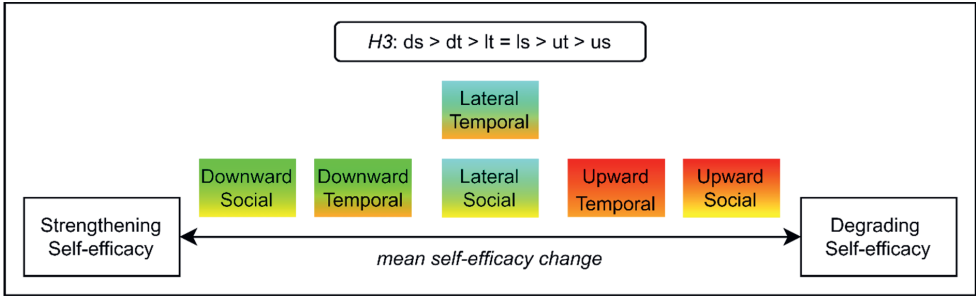 H3: ds > dt > lt = ls > ut > us
Lateral
Temporal
Downward
Social
Downward
Temporal
Lateral
Social
Upward
Temporal
Upward
Social
Strengthening
Self-efficacy
Degrading
Self-efficacy
mean self-efficacy change